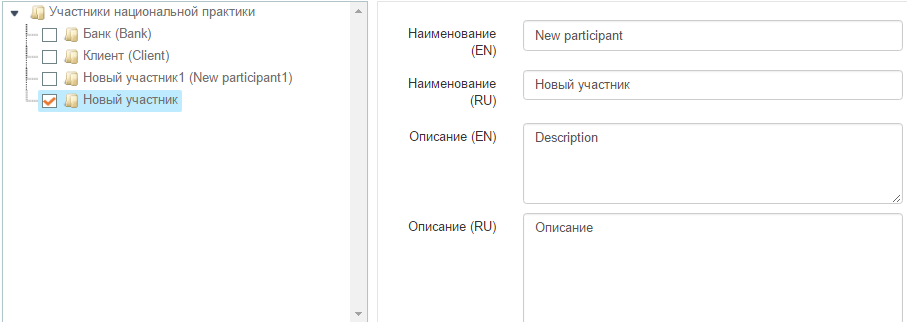 Участники национальной практики
Банк (Bank)
Клиент (Client)
Новый участник1 (New participant1)
Новый участник
Наименование
(EN)
New participant
Наименование
(RU)
Новый участник
Описание (EN)
Description
Описание (RU)
Описание